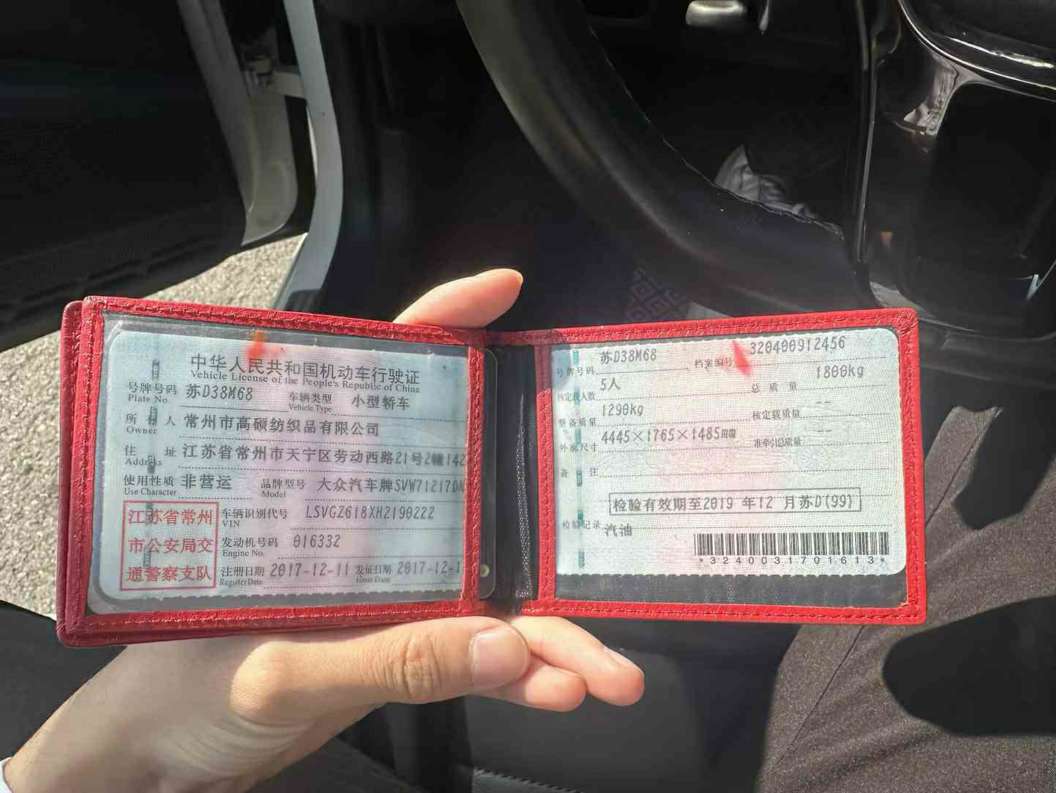 中华人民共和国机动车行驶证
Vehicle License of the People's Republic of China
号牌号码 苏D38M68 车辆类型 小型轿车
Plate No. Vehicle Type
所有人 常州市高硕纺织品有限公司
Owner
住址 江苏省常州市天宁区劳动西路21号2幢142
Address
使用性质 非营运 品牌型号 大众汽车牌SVW71217
Use Character Model
江苏省常州
市公安局交
通警察支队
车辆识别代号 LSVGZ618XH2190222
VIN
发动机号码 016332
Engine No.
注册日期 2017-12-11 发证日期 2017-12-1
Register Date Issue Date
号牌号码 苏D38M68 档案编号 320400912456
核定载人数 5人 总质量 1800kg
整备质量 1290kg 核定载质量 --
外廓尺寸 4445×1765×1485mm 准牵引总质量 --
备注
检验有效期至2019 年12 月苏D(99)
检验记录
汽油
*3240031701613*